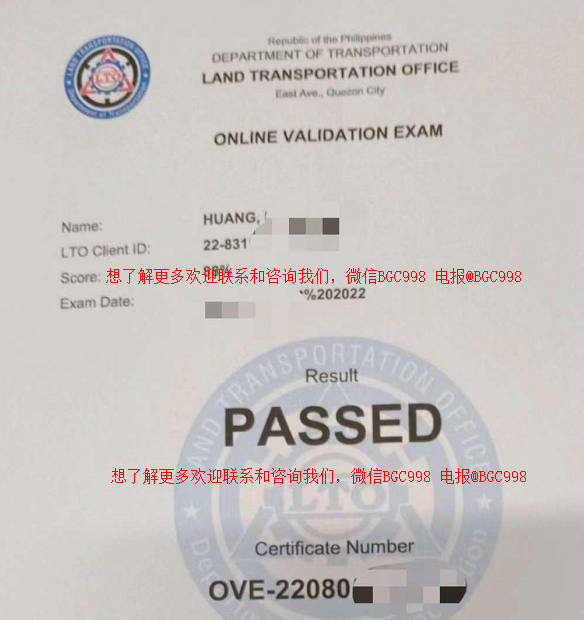 Republic of the Philippines
DEPARTMENT OF TRANSPORTATION
LAND TRANSPORTATION OFFICE
East Ave., Quezon City
ONLINE VALIDATION EXAM
Name: HUANG,
LTO Client ID: 22-831
Score:
想了解更多欢迎联系和咨询我们，微信BGC998 电报@BGC998
Exam Date: %202022
LAND TRANSPORTATION OFFICE
Result
PASSED
想了解更多欢迎联系和咨询我们，微信BGC998 电报@BGC998
LTO
Certificate Number
OVE-22080